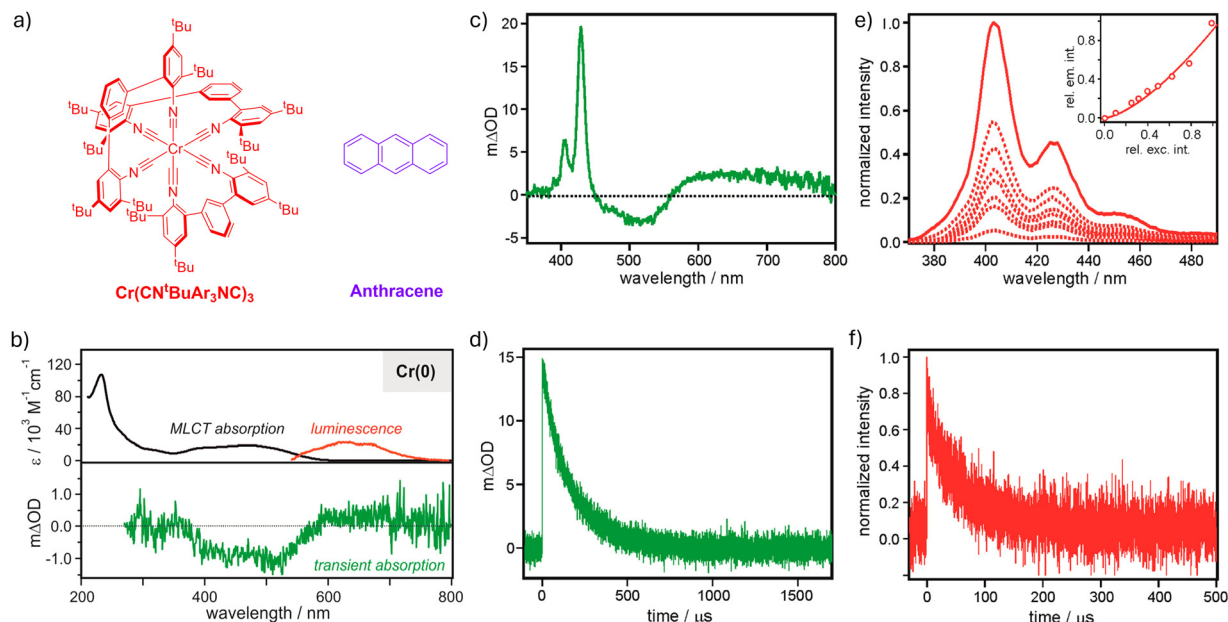 a)
tBu
tBu
tBu
tBu
tBu
tBu
tBu
tBu
tBu
tBu
tBu
tBu
N
N
N
N
N
N
Cr
Cr(CNtBuAr3NC)3
Anthracene
b)
120
80
40
0
ε / 10³ M⁻¹cm⁻¹
Cr(0)
MLCT absorption
luminescence
1.0
0.0
-1.0
mΔOD
transient absorption
200 300 400 500 600 700 800
wavelength / nm
c)
20
15
10
5
0
-5
mΔOD
400 500 600 700 800
wavelength / nm
d)
15
10
5
0
mΔOD
0 500 1000 1500
time / µs
e)
1.0
0.8
0.6
0.4
0.2
0.0
normalized intensity
380 400 420 440 460 480
wavelength / nm
0.8
0.4
0.0
rel. em. int.
0.0 0.4 0.8
rel. exc. int.
f)
1.0
0.8
0.6
0.4
0.2
0.0
normalized intensity
0 100 200 300 400 500
time / µs